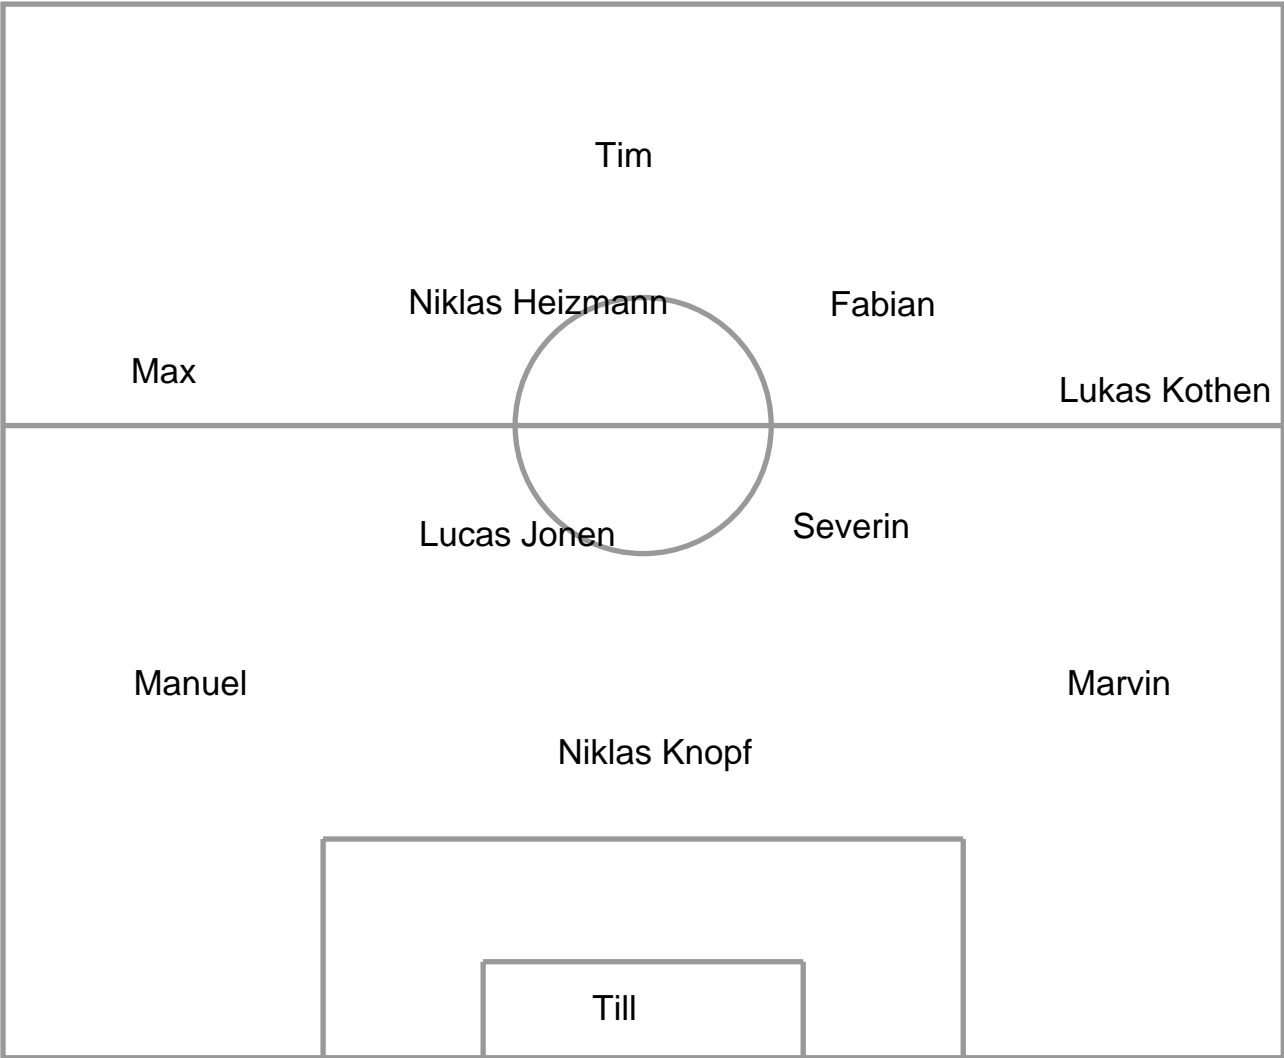 Tim
Niklas Heizmann
Fabian
Max
Lukas Kothen
Lucas Jonen
Severin
Manuel
Marvin
Niklas Knopf
Till